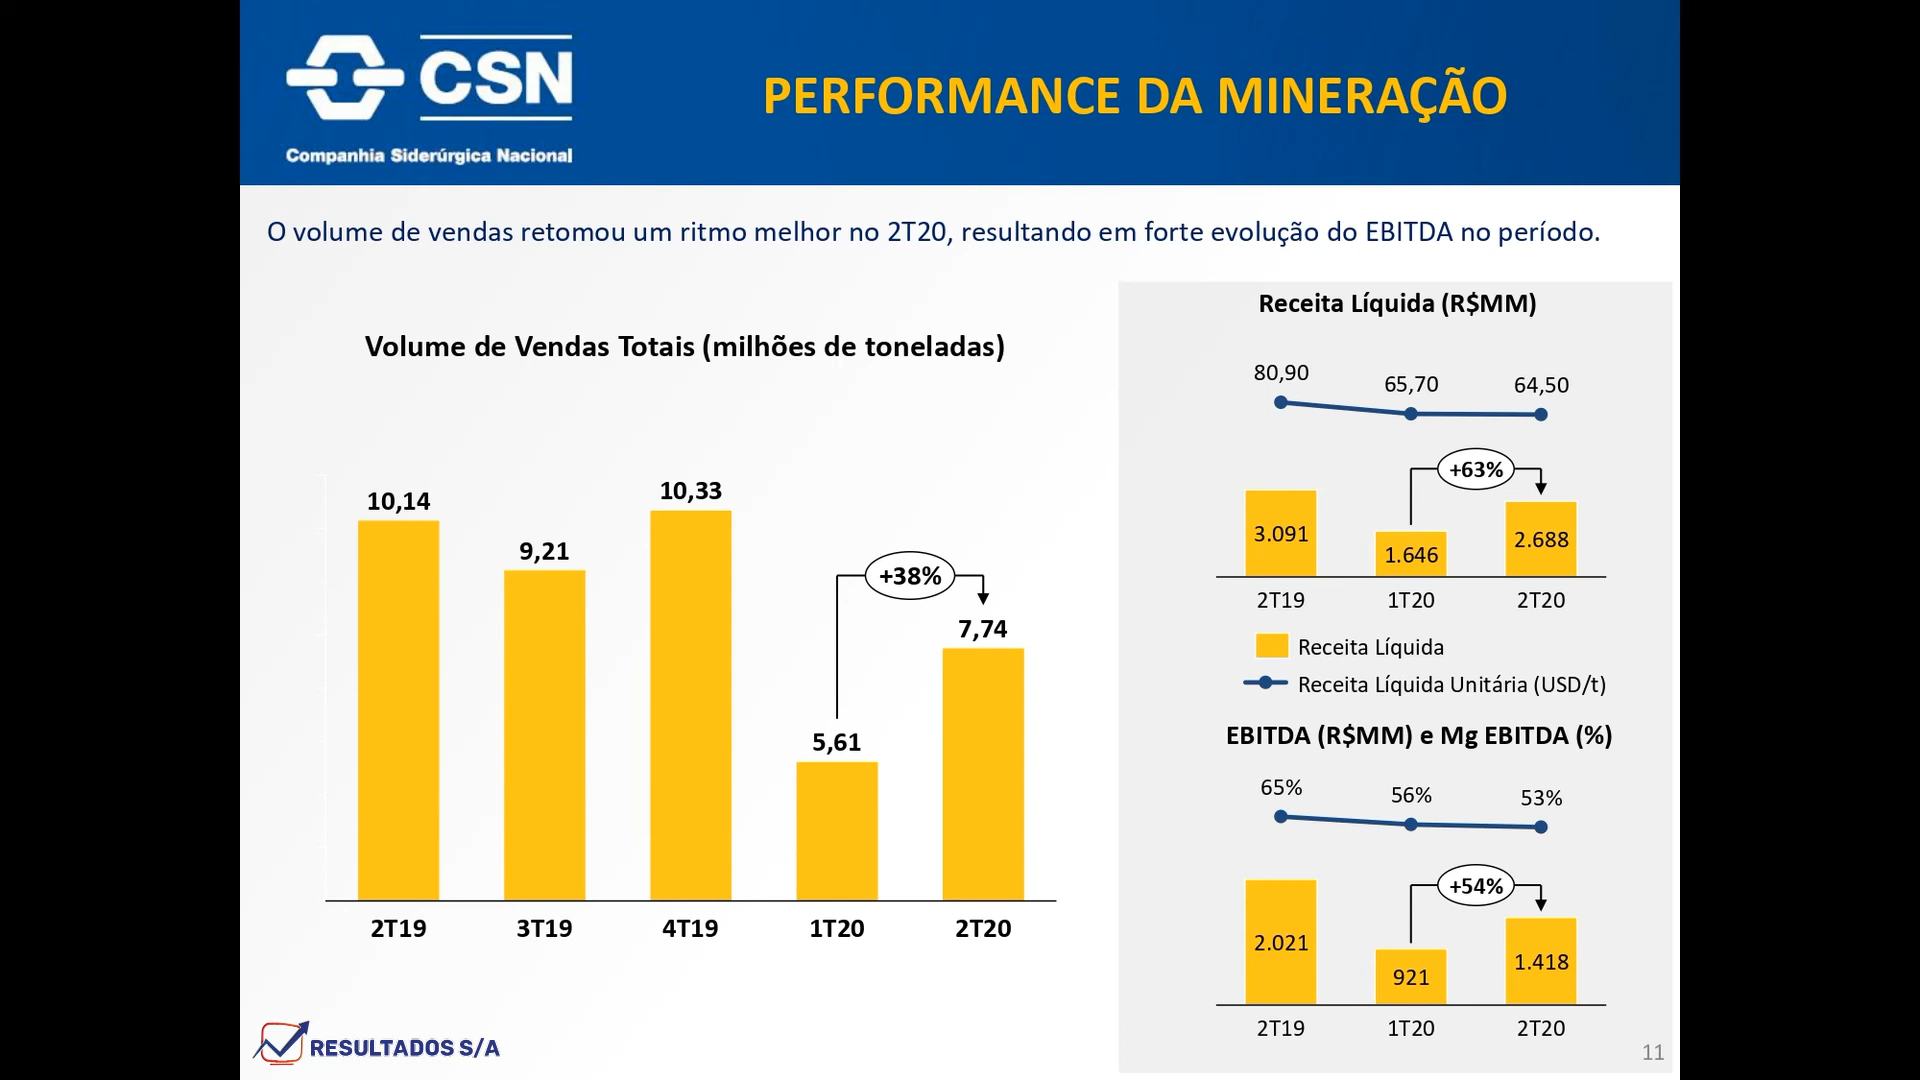 CSN
Companhia Siderúrgica Nacional
PERFORMANCE DA MINERAÇÃO
O volume de vendas retomou um ritmo melhor no 2T20, resultando em forte evolução do EBITDA no período.
Volume de Vendas Totais (milhões de toneladas)
10,14
9,21
10,33
5,61
+38%
7,74
2T19 3T19 4T19 1T20 2T20
Receita Líquida (R$MM)
80,90 65,70 64,50
+63%
3.091 1.646 2.688
2T19 1T20 2T20
Receita Líquida
Receita Líquida Unitária (USD/t)
EBITDA (R$MM) e Mg EBITDA (%)
65% 56% 53%
+54%
2.021 921 1.418
2T19 1T20 2T20
RESULTADOS S/A
11